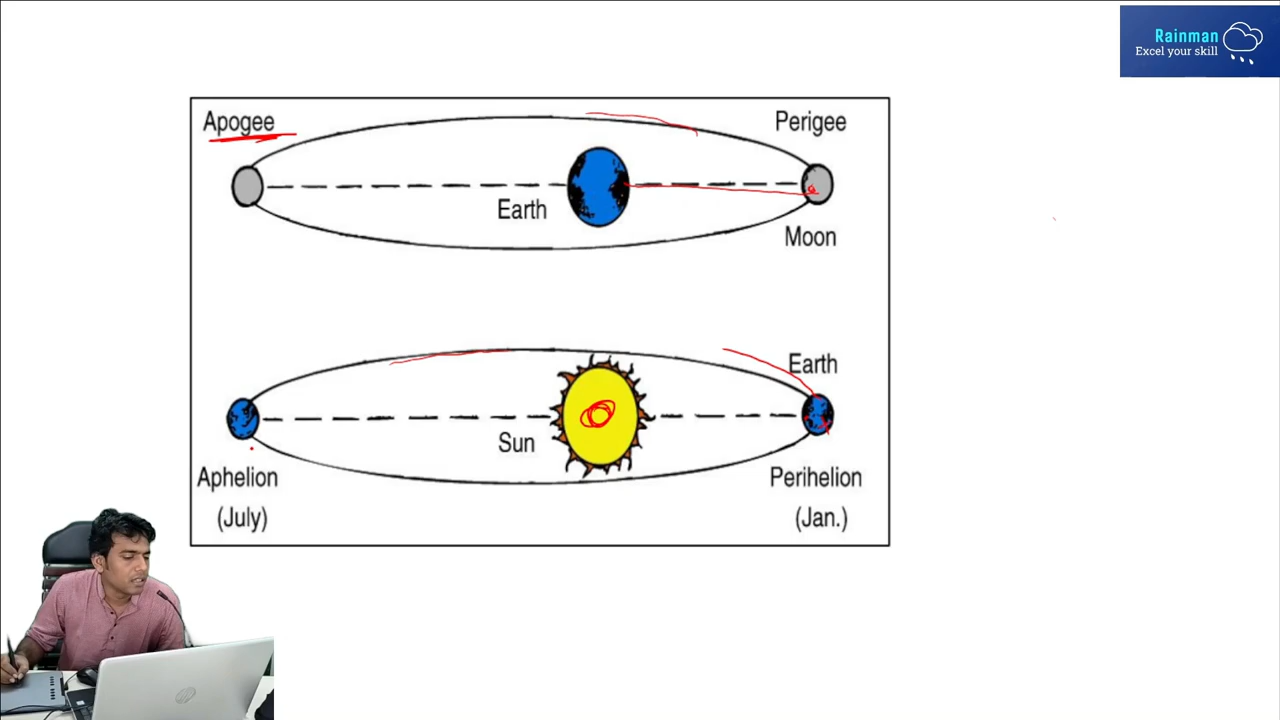 Rainman
Excel your skill
Apogee
Perigee
Earth
Moon
Earth
Sun
Aphelion
Perihelion
(July)
(Jan.)